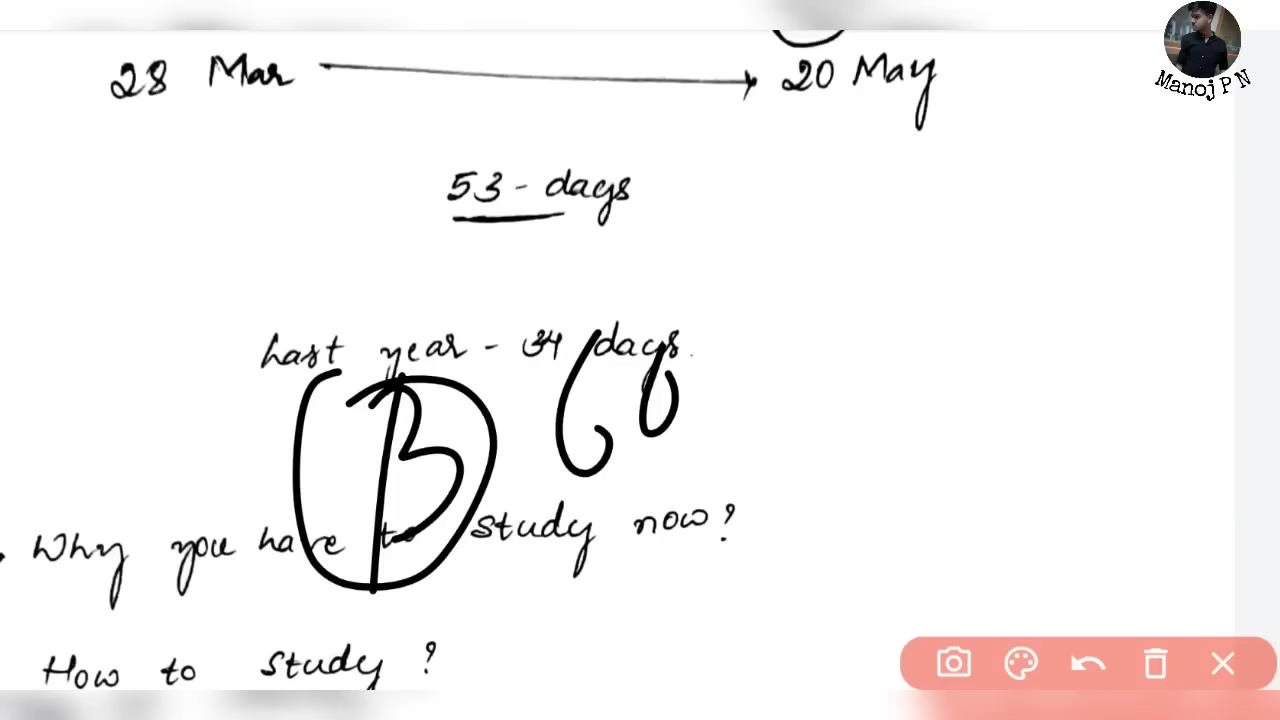 Manoj P N
28 Mar 20 May
53 - days
Last year - 34 days.
B
Why you have to study now?
How to study ?